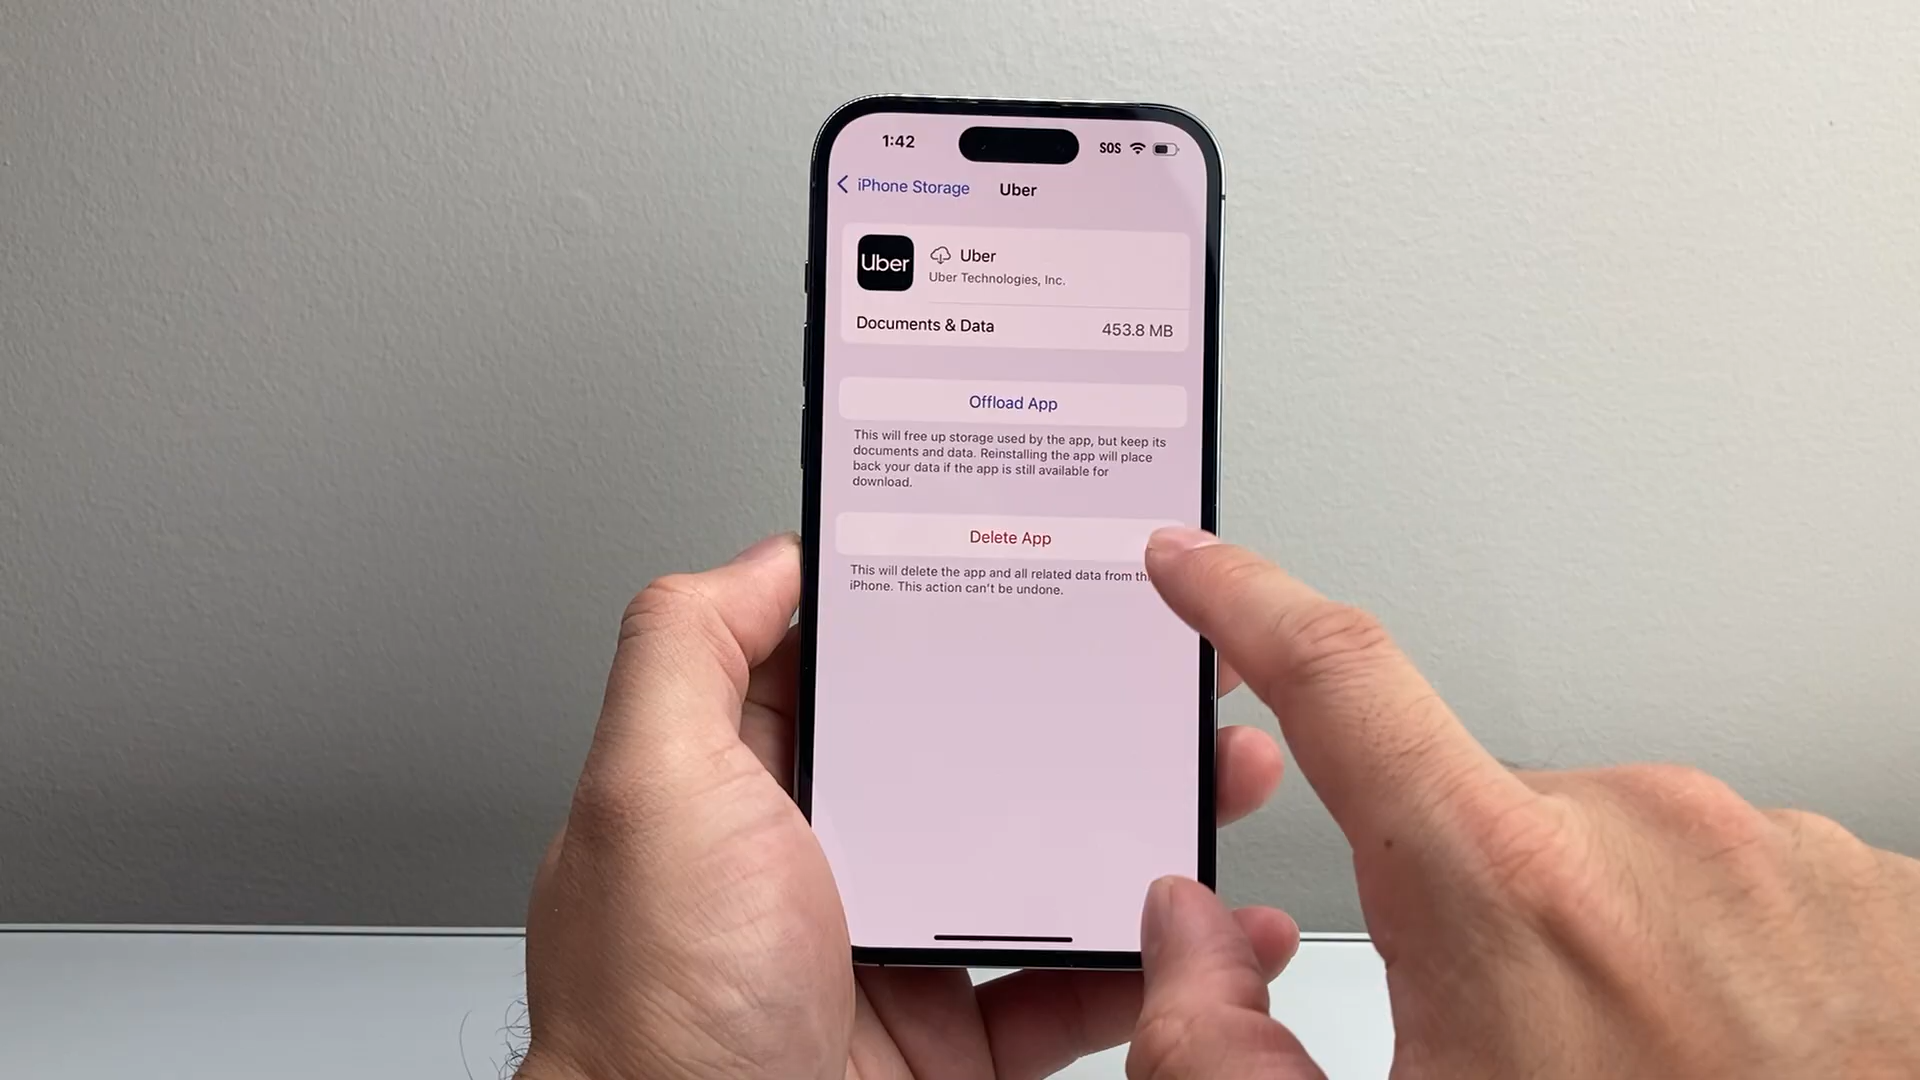 1:42
SOS
iPhone Storage
Uber
Uber
Uber
Uber Technologies, Inc.
Documents & Data
453.8 MB
Offload App
This will free up storage used by the app, but keep its
documents and data. Reinstalling the app will place
back your data if the app is still available for
download.
Delete App
This will delete the app and all related data from
iPhone. This action can't be undone.